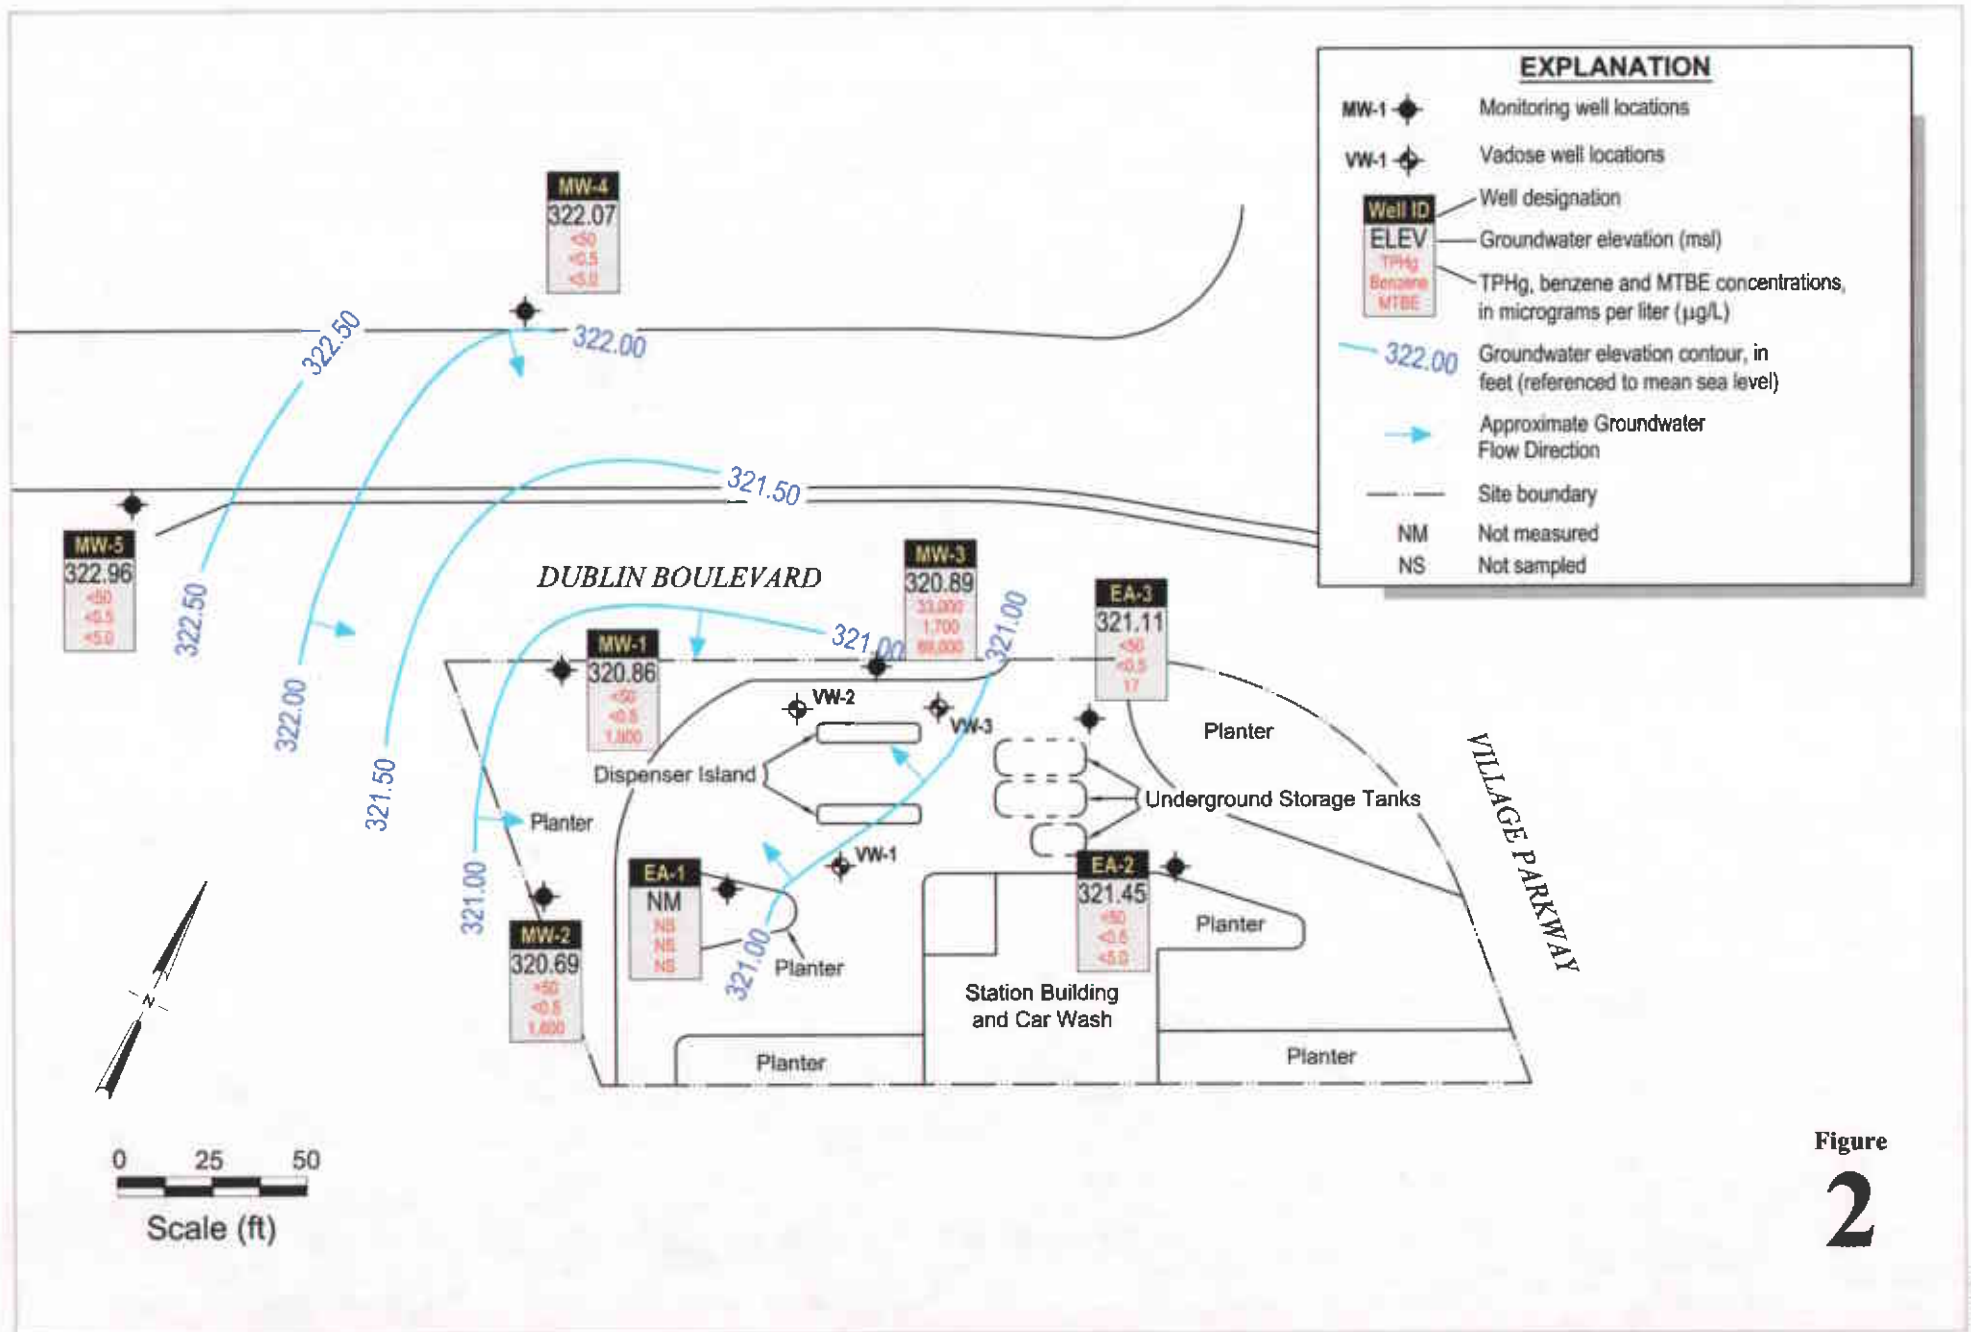 EXPLANATION
MW-1 Monitoring well locations
VW-1 Vadose well locations
Well ID Well designation
ELEV Groundwater elevation (msl)
TPHg
Benzene
MTBE
TPHg, benzene and MTBE concentrations,
in micrograms per liter (µg/L)
322.00 Groundwater elevation contour, in
feet (referenced to mean sea level)
Approximate Groundwater
Flow Direction
Site boundary
NM Not measured
NS Not sampled
MW-4
322.07
<50
<0.5
<5.0
322.50
322.00
321.50
MW-5
322.96
<50
<0.5
<5.0
322.50
322.00
321.50
321.00
DUBLIN BOULEVARD
MW-3
320.89
33,000
1,700
321.00
321.00
EA-3
321.11
<50
<0.5
17
MW-1
320.86
<50
<0.5
VW-2
VW-3
Planter
Dispenser Island
Underground Storage Tanks
VILLAGE PARKWAY
Planter
VW-1
EA-1
NM
NS
NS
NS
EA-2
321.45
<50
<0.5
<5.0
Planter
MW-2
320.69
<50
<0.5
321.00
Planter
Station Building
and Car Wash
Planter
Planter
N
0 25 50
Scale (ft)
Figure
2